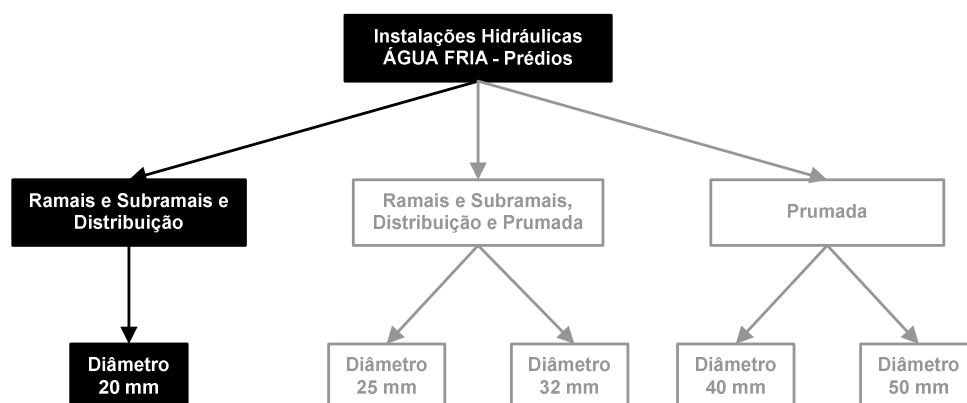 Instalações Hidráulicas
ÁGUA FRIA - Prédios
Ramais e Subramais e
Distribuição
Ramais e Subramais,
Distribuição e Prumada
Prumada
Diâmetro
20 mm
Diâmetro
25 mm
Diâmetro
32 mm
Diâmetro
40 mm
Diâmetro
50 mm